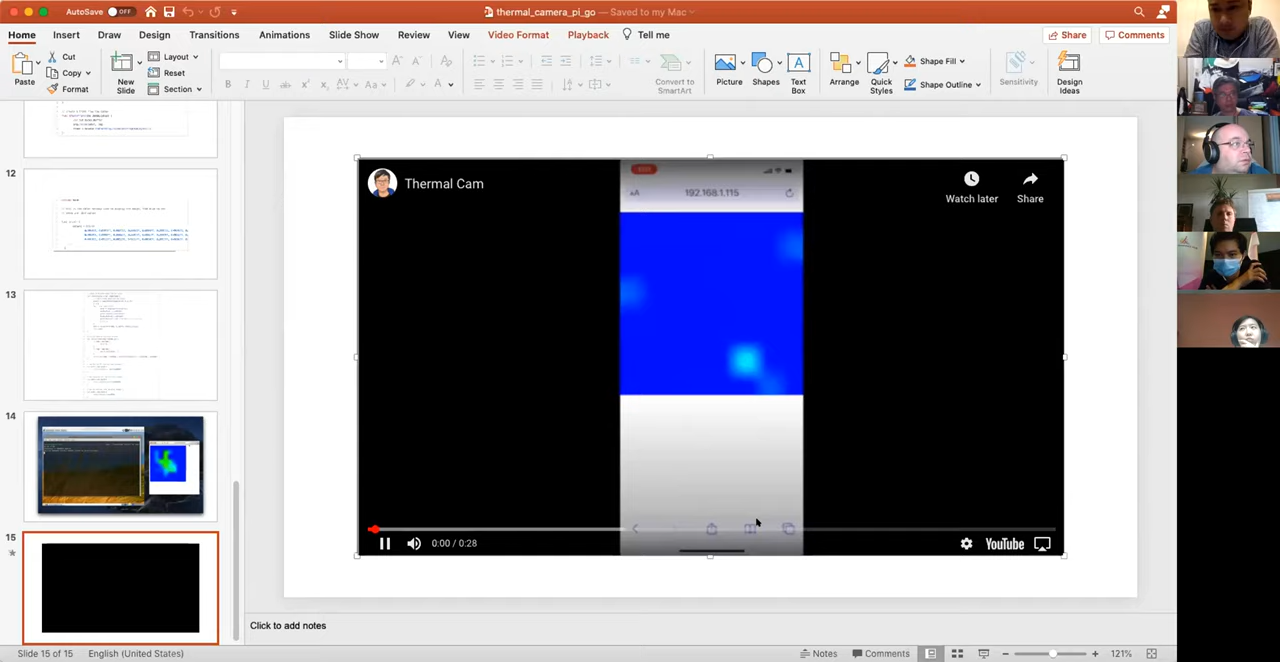 AutoSave OFF
thermal_camera_pi_go — Saved to my Mac
Home Insert Draw Design Transitions Animations Slide Show Review View Video Format Playback Tell me
Share Comments
Paste
Cut
Copy
Format
New Slide
Layout
Reset
Section
Convert to SmartArt
Picture
Shapes
Text Box
Arrange
Quick Styles
Shape Fill
Shape Outline
Sensitivity
Design Ideas
12
13
14
15
Thermal Cam
Watch later
Share
AA 192.168.1.115
0:00 / 0:28
YouTube
Click to add notes
Slide 15 of 15 English (United States) Notes Comments 121%